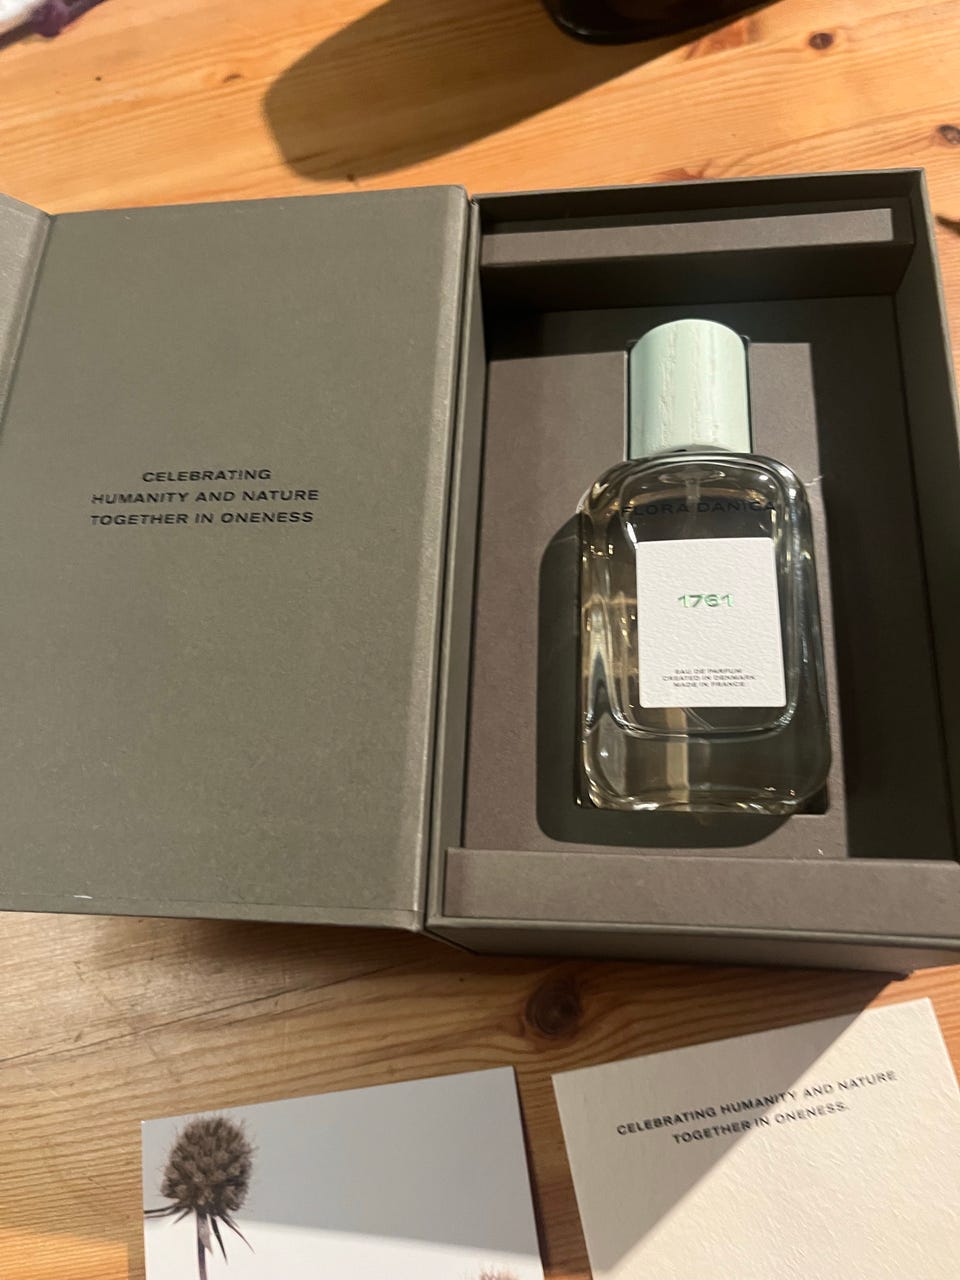 CELEBRATING
HUMANITY AND NATURE
TOGETHER IN ONENESS
FLORA DANICA
1761
EAU DE PARFUM
CREATED IN DENMARK
MADE IN FRANCE
CELEBRATING HUMANITY AND NATURE
TOGETHER IN ONENESS.